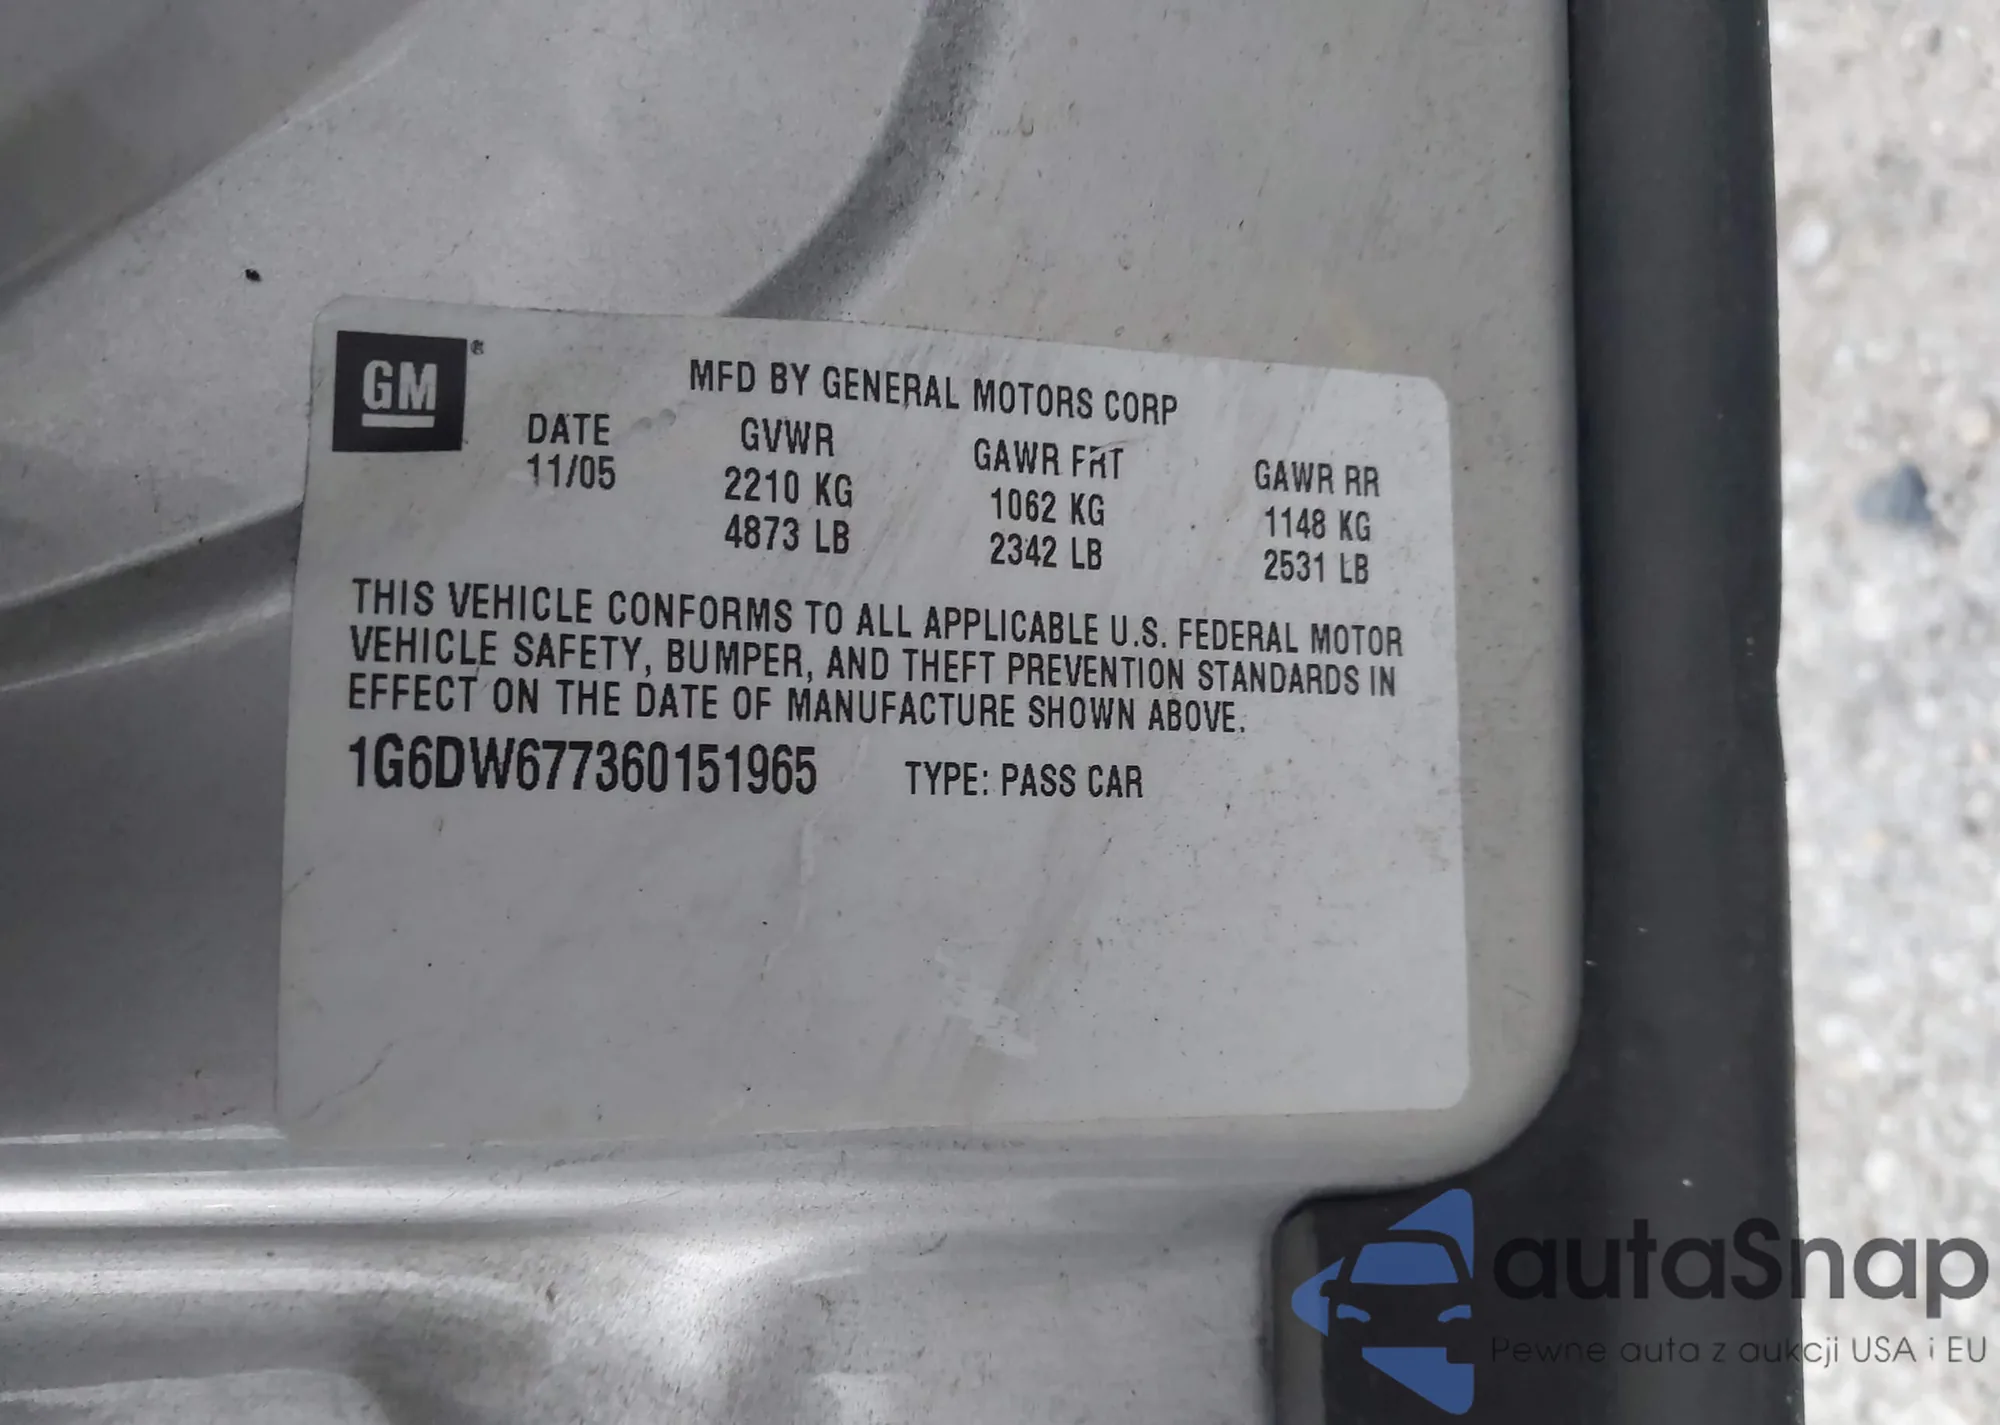 GM®
MFD BY GENERAL MOTORS CORP
DATE GVWR GAWR FRT GAWR RR
11/05 2210 KG 1062 KG 1148 KG
4873 LB 2342 LB 2531 LB
THIS VEHICLE CONFORMS TO ALL APPLICABLE U.S. FEDERAL MOTOR
VEHICLE SAFETY, BUMPER, AND THEFT PREVENTION STANDARDS IN
EFFECT ON THE DATE OF MANUFACTURE SHOWN ABOVE.
1G6DW677360151965 TYPE: PASS CAR
autaSnap
Pewne auta z aukcji USA i EU